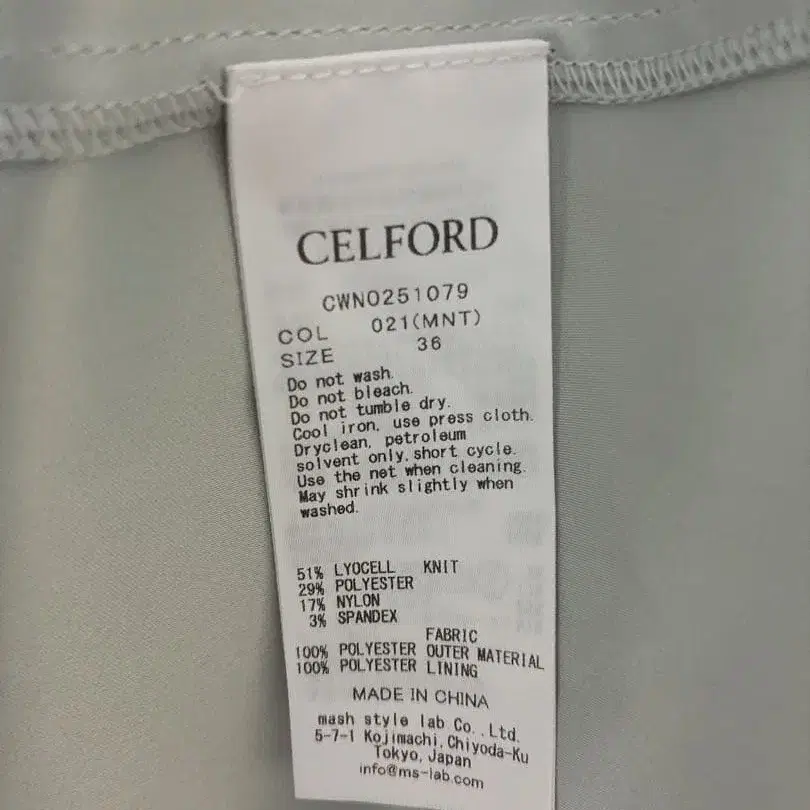 CELFORD
CWNO251079
COL 021(MNT)
SIZE 36
Do not wash.
Do not bleach.
Do not tumble dry.
Cool iron, use press cloth.
Dryclean, petroleum
solvent only,short cycle.
Use the net when cleaning.
May shrink slightly when
washed.
51% LYOCELL KNIT
29% POLYESTER
17% NYLON
3% SPANDEX
FABRIC
100% POLYESTER OUTER MATERIAL
100% POLYESTER LINING
MADE IN CHINA
mash style lab Co.,Ltd.
5-7-1 Kojimachi,Chiyoda-Ku
Tokyo,Japan
info@ms-lab.com